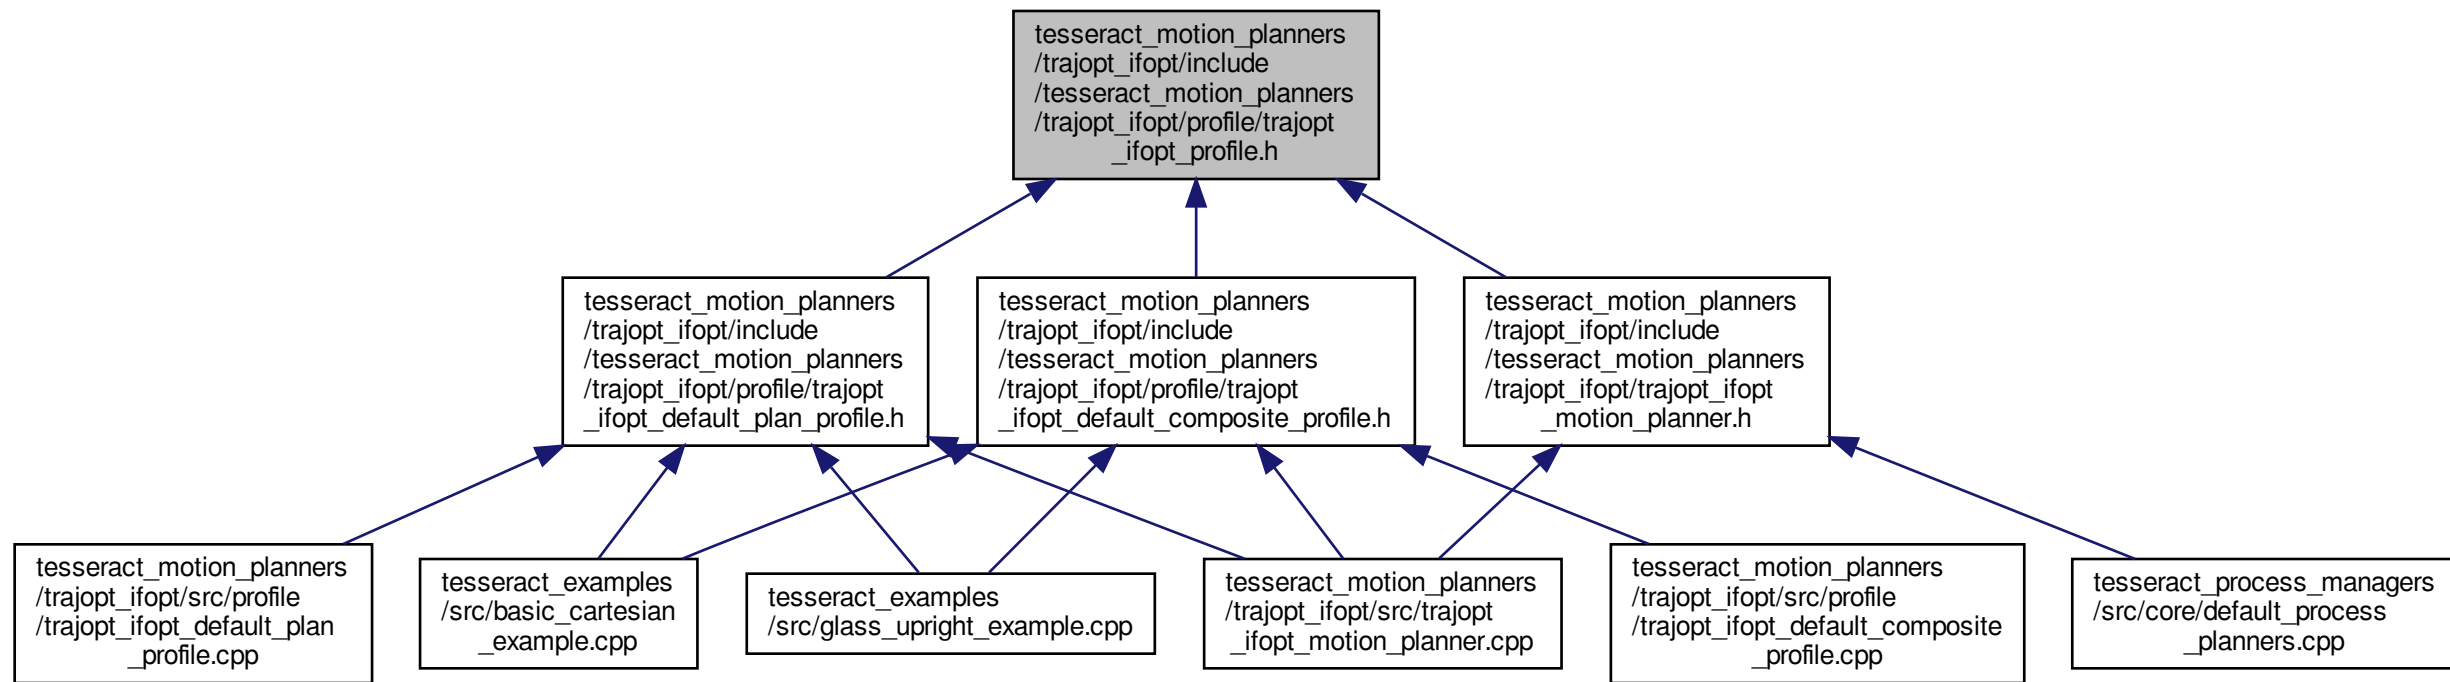 tesseract_motion_planners
/trajopt_ifopt/include
/tesseract_motion_planners
/trajopt_ifopt/profile/trajopt
_ifopt_profile.h
tesseract_motion_planners
/trajopt_ifopt/include
/tesseract_motion_planners
/trajopt_ifopt/profile/trajopt
_ifopt_default_plan_profile.h
tesseract_motion_planners
/trajopt_ifopt/include
/tesseract_motion_planners
/trajopt_ifopt/profile/trajopt
_ifopt_default_composite_profile.h
tesseract_motion_planners
/trajopt_ifopt/include
/tesseract_motion_planners
/trajopt_ifopt/trajopt_ifopt
_motion_planner.h
tesseract_motion_planners
/trajopt_ifopt/src/profile
/trajopt_ifopt_default_plan
_profile.cpp
tesseract_examples
/src/basic_cartesian
_example.cpp
tesseract_examples
/src/glass_upright_example.cpp
tesseract_motion_planners
/trajopt_ifopt/src/trajopt
_ifopt_motion_planner.cpp
tesseract_motion_planners
/trajopt_ifopt/src/profile
/trajopt_ifopt_default_composite
_profile.cpp
tesseract_process_managers
/src/core/default_process
_planners.cpp